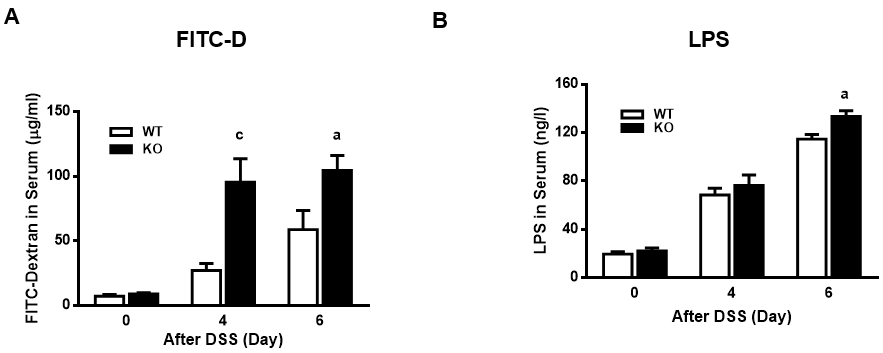 A
FITC-D
FITC-Dextran in Serum (µg/ml)
150
100
50
0
WT
KO
c
a
0
4
6
After DSS (Day)
B
LPS
LPS in Serum (ng/l)
160
120
80
40
0
WT
KO
a
0
4
6
After DSS (Day)